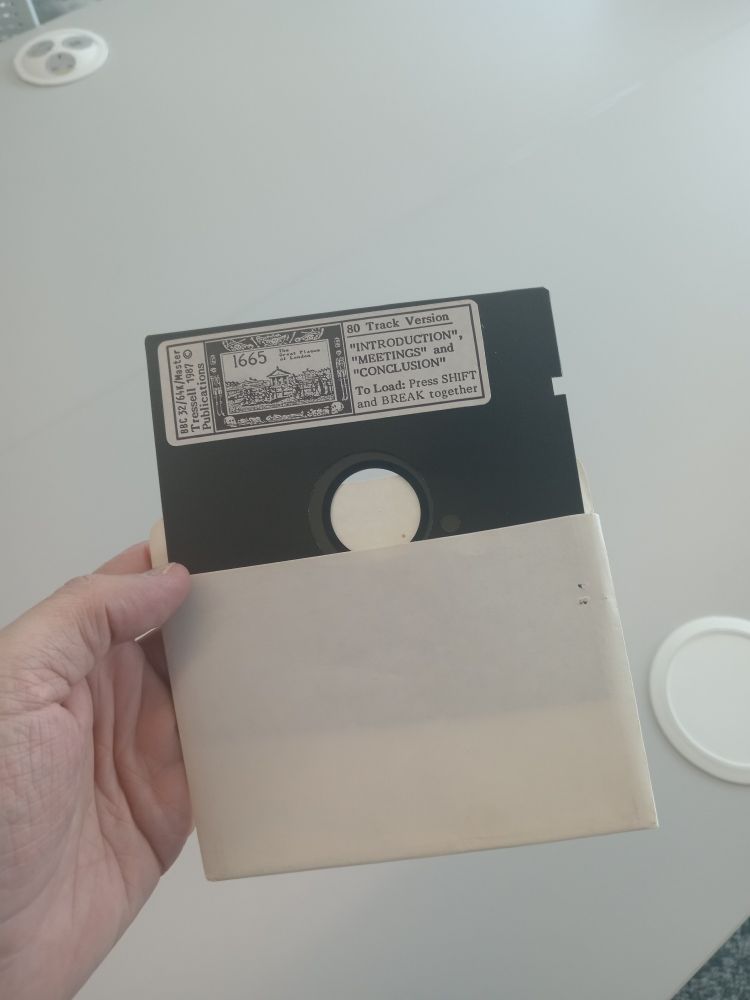 BBC 32/64K/Master
Tressell 1987 ©
Publications
1665
The
Great Plague
of London
80 Track Version
"INTRODUCTION",
"MEETINGS" and
"CONCLUSION"
To Load: Press SHIFT
and BREAK together